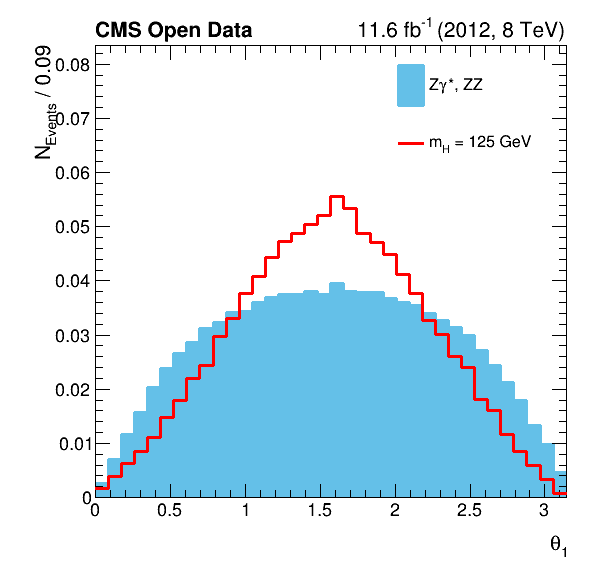 CMS Open Data
11.6 fb⁻¹ (2012, 8 TeV)
N_Events / 0.09
0.08
0.07
0.06
0.05
0.04
0.03
0.02
0.01
0
Zγ*, ZZ
m_H = 125 GeV
0 0.5 1 1.5 2 2.5 3
θ₁